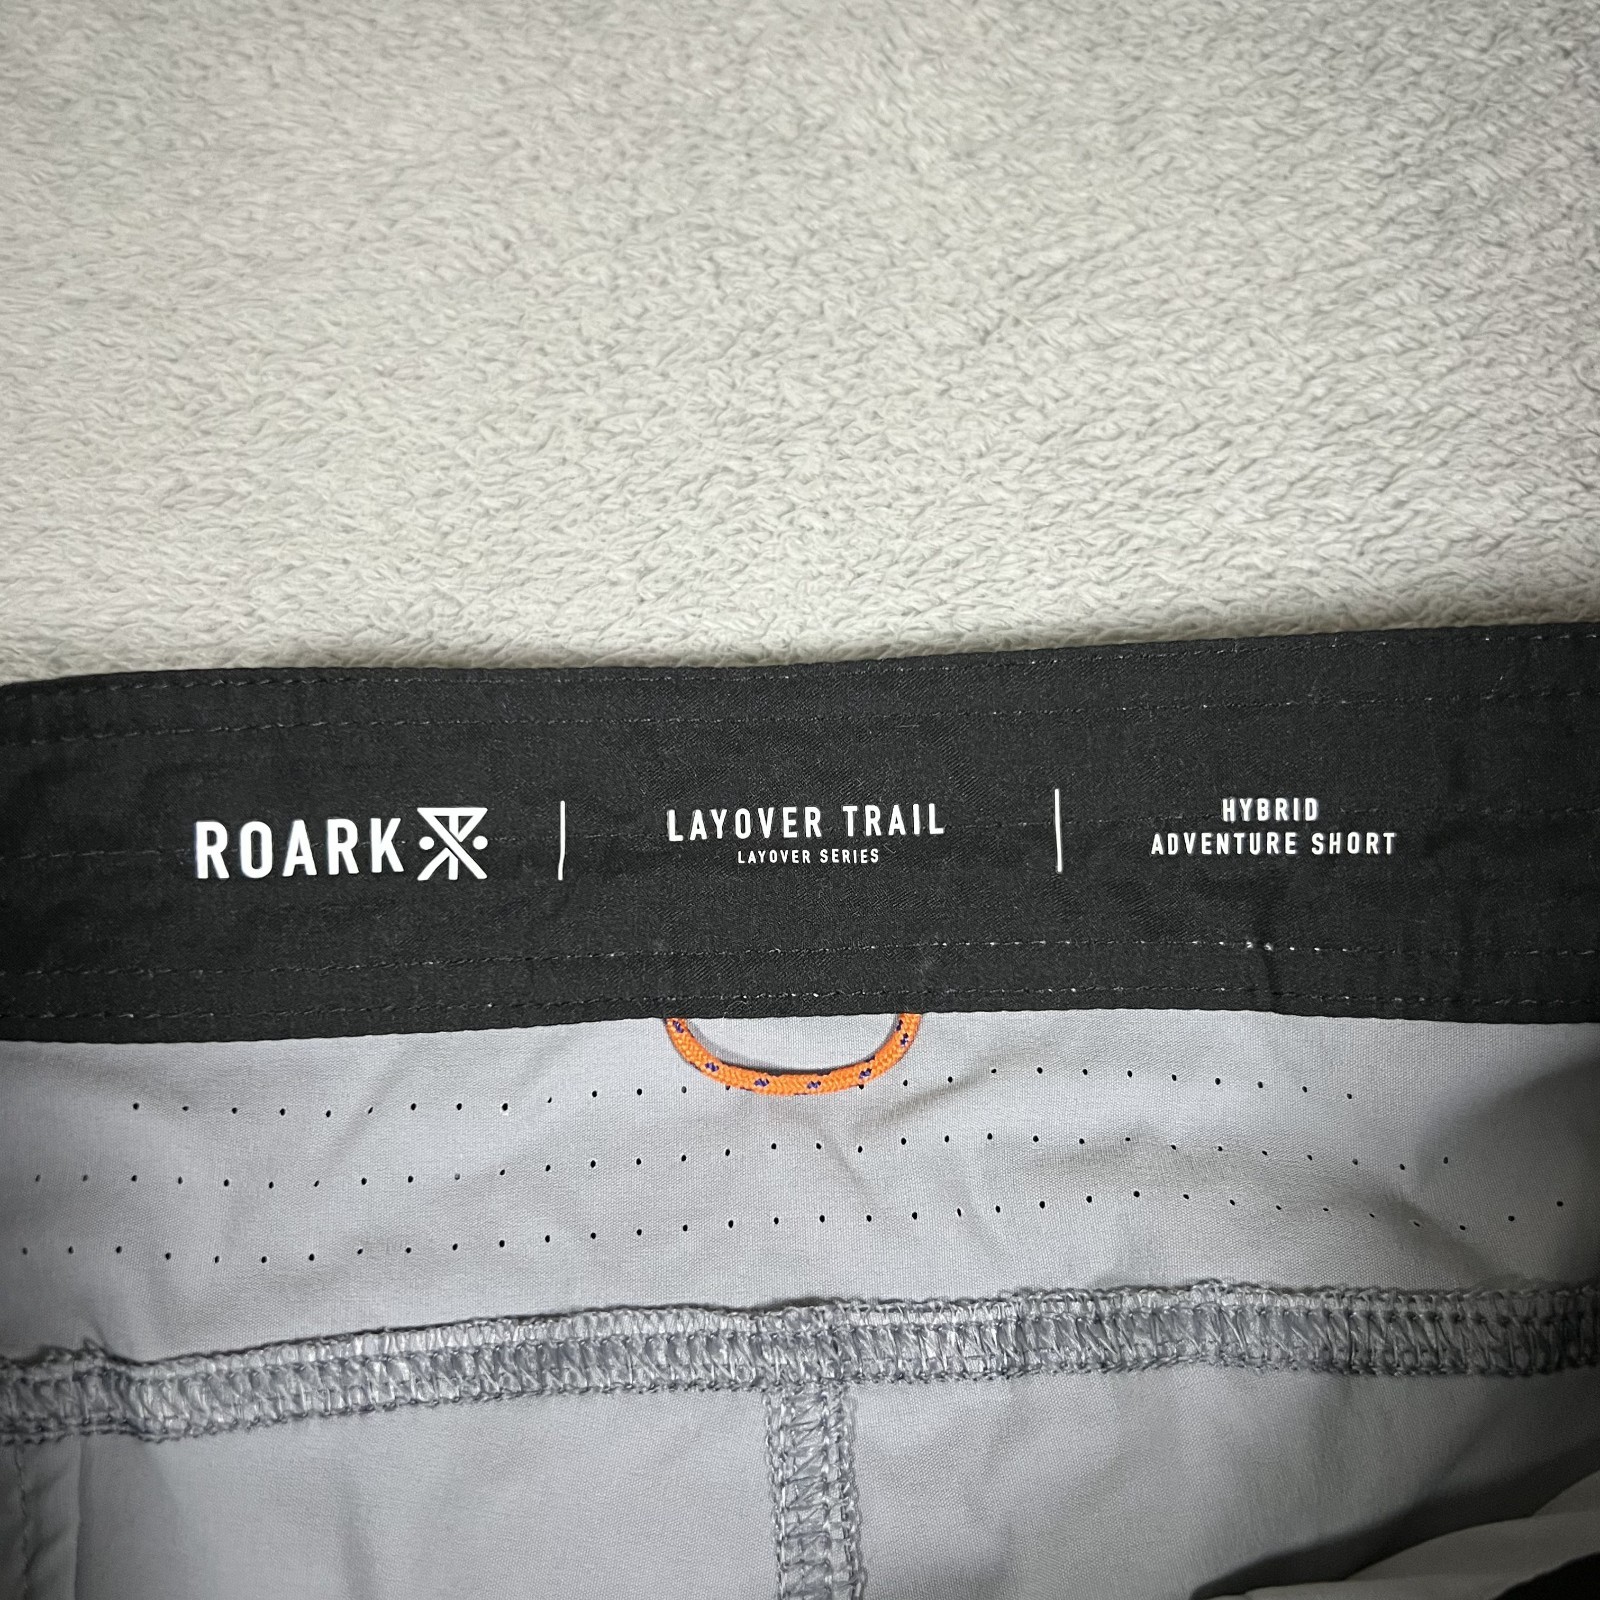 ROARK
LAYOVER TRAIL
LAYOVER SERIES
HYBRID
ADVENTURE SHORT